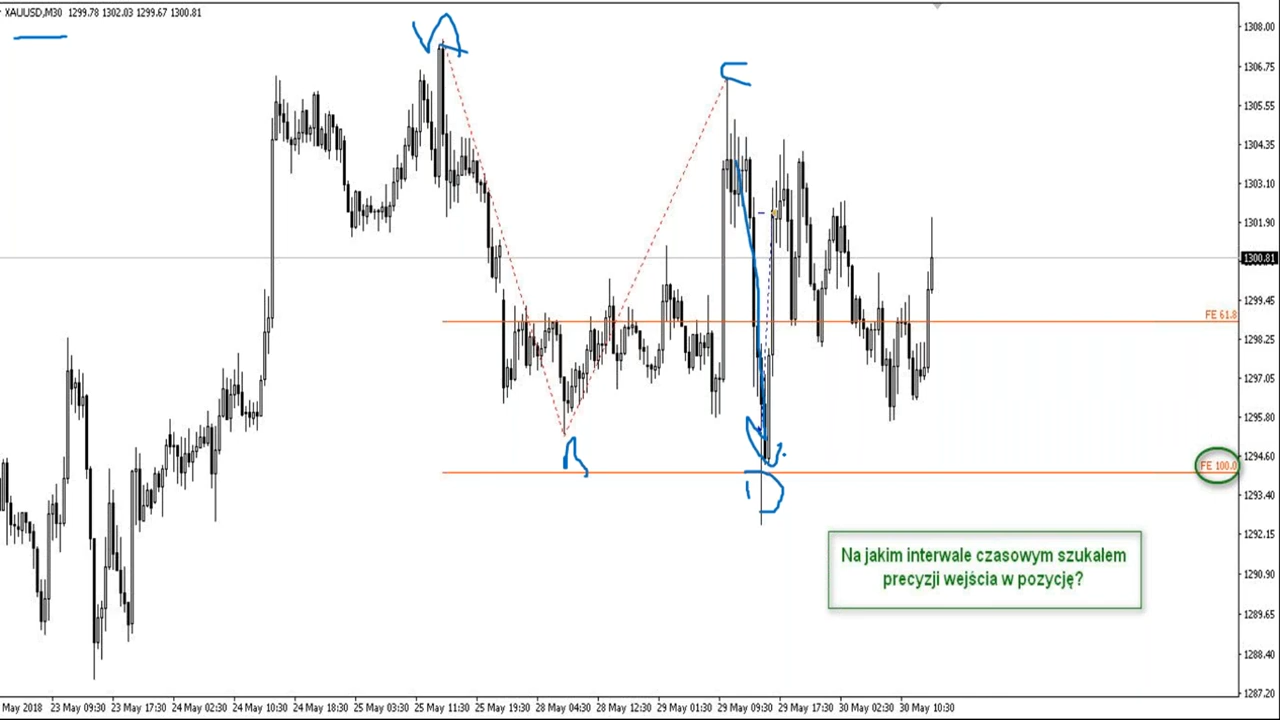 XAUUSD,M30 1299.78 1302.03 1299.67 1300.81
A
C
B
D
1308.00
1306.75
1305.55
1304.35
1303.10
1301.90
1300.81
1299.45
FE 61.8
1298.25
1297.05
1295.80
1294.60
FE 100.0
1293.40
1292.15
1290.90
1289.65
1288.40
1287.20
Na jakim interwale czasowym szukałem
precyzji wejścia w pozycję?
May 2018 23 May 09:30 23 May 17:30 24 May 02:30 24 May 10:30 24 May 18:30 25 May 03:30 25 May 11:30 25 May 19:30 28 May 04:30 28 May 12:30 29 May 01:30 29 May 09:30 29 May 17:30 30 May 02:30 30 May 10:30